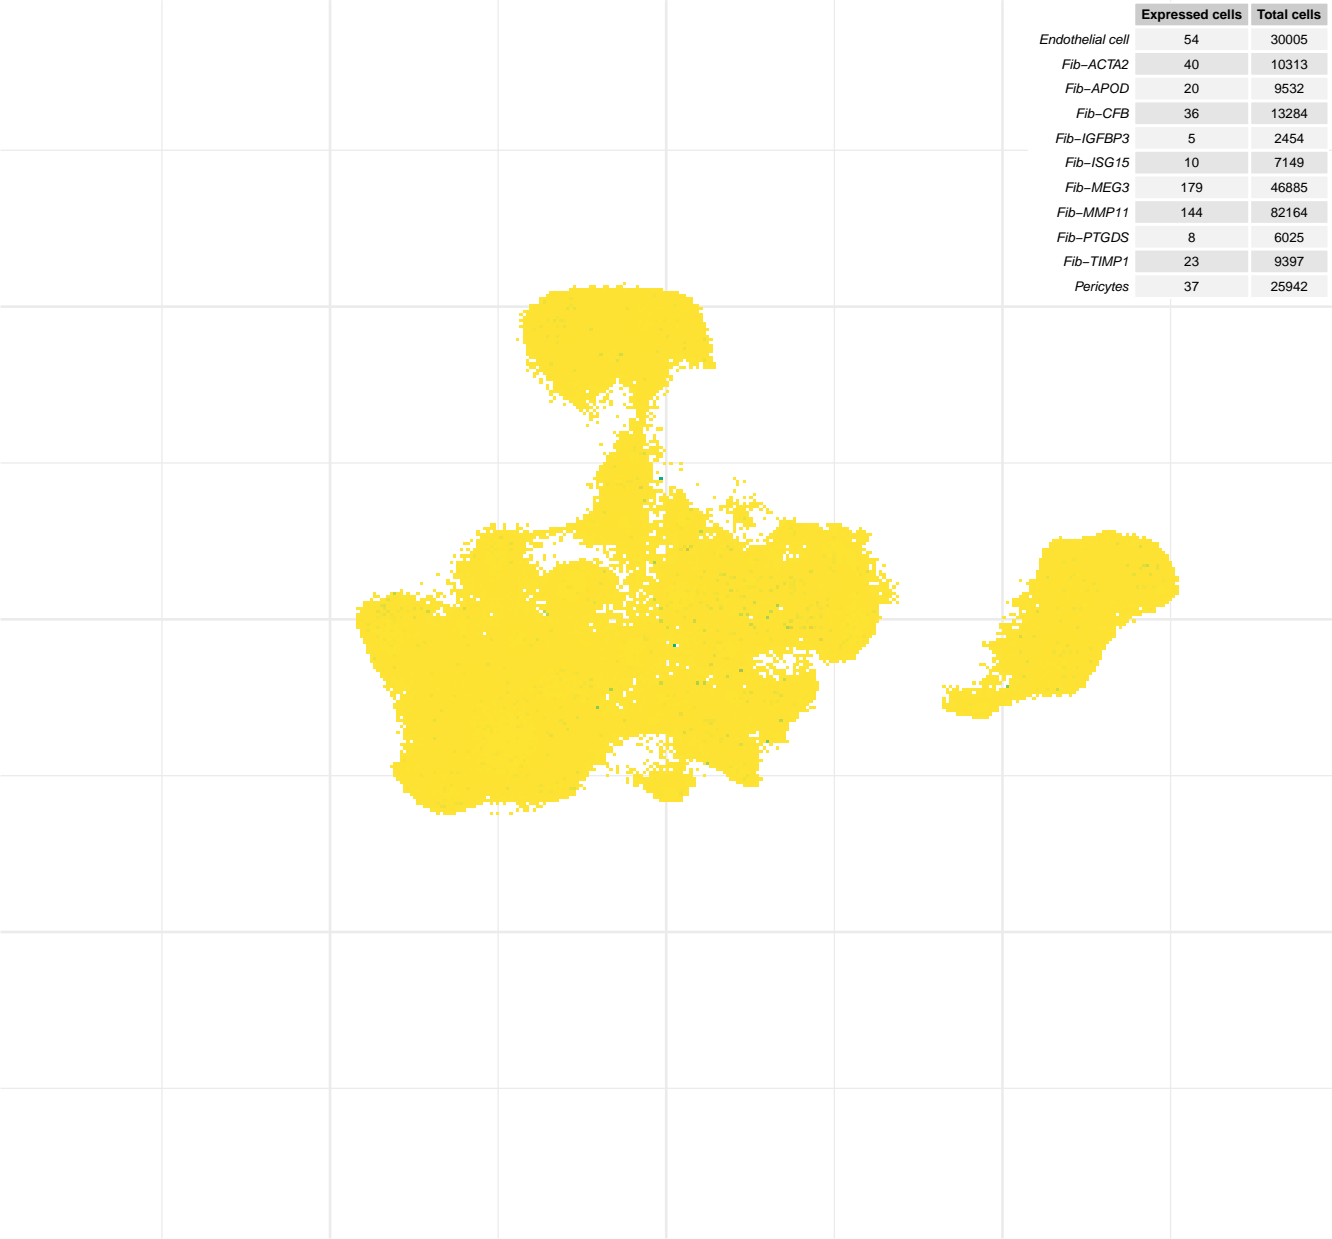 Expressed cells Total cells
Endothelial cell 54 30005
Fib−ACTA2 40 10313
Fib−APOD 20 9532
Fib−CFB 36 13284
Fib−IGFBP3 5 2454
Fib−ISG15 10 7149
Fib−MEG3 179 46885
Fib−MMP11 144 82164
Fib−PTGDS 8 6025
Fib−TIMP1 23 9397
Pericytes 37 25942